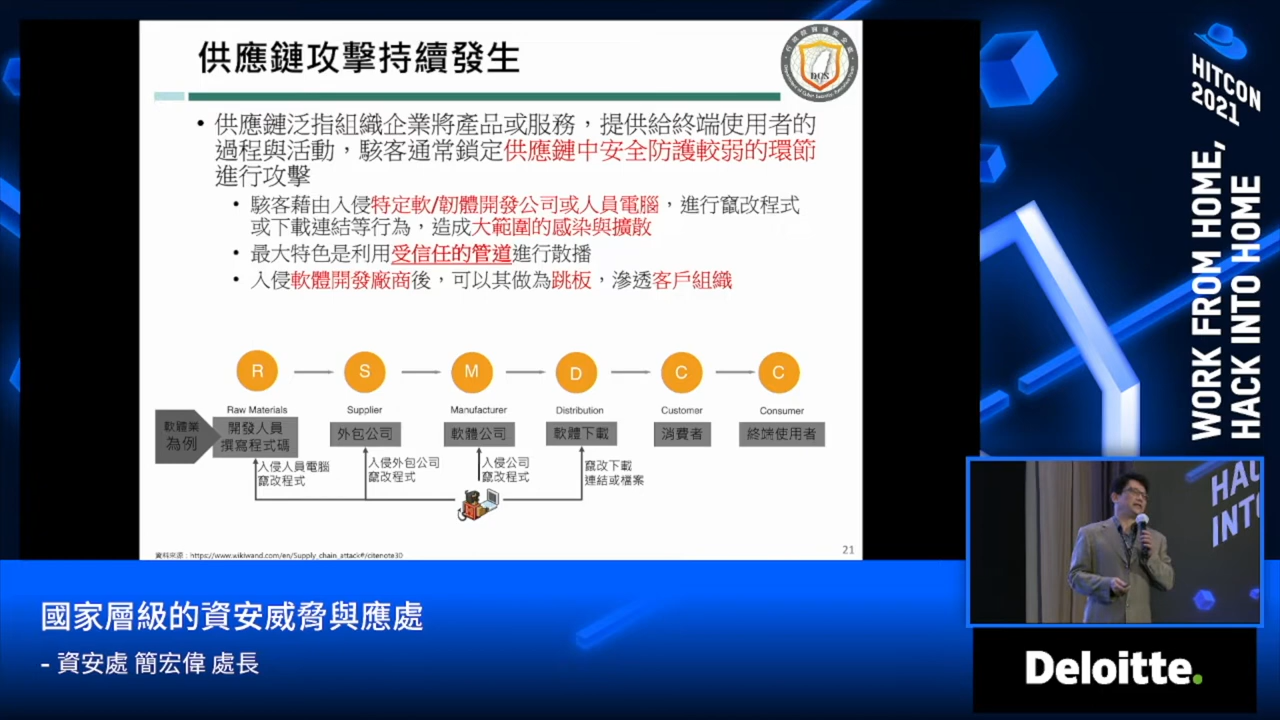 供應鏈攻擊持續發生
DCS
• 供應鏈泛指組織企業將產品或服務，提供給終端使用者的
過程與活動，駭客通常鎖定供應鏈中安全防護較弱的環節
進行攻擊
• 駭客藉由入侵特定軟/韌體開發公司或人員電腦，進行竄改程式
或下載連結等行為，造成大範圍的感染與擴散
• 最大特色是利用受信任的管道進行散播
• 入侵軟體開發廠商後，可以其做為跳板，滲透客戶組織
R S M D C C
Raw Materials Supplier Manufacturer Distribution Customer Consumer
軟體業
為例
開發人員
撰寫程式碼
外包公司
軟體公司
軟體下載
消費者
終端使用者
入侵人員電腦
竄改程式
入侵外包公司
竄改程式
入侵公司
竄改程式
竄改下載
連結或檔案
資料來源：https://www.wikiwand.com/en/Supply_chain_attack#/citenote30
21
HITCON
2021
WORK FROM HOME,
HACK INTO HOME
HAC
INTO
國家層級的資安威脅與應處
- 資安處 簡宏偉 處長
Deloitte.